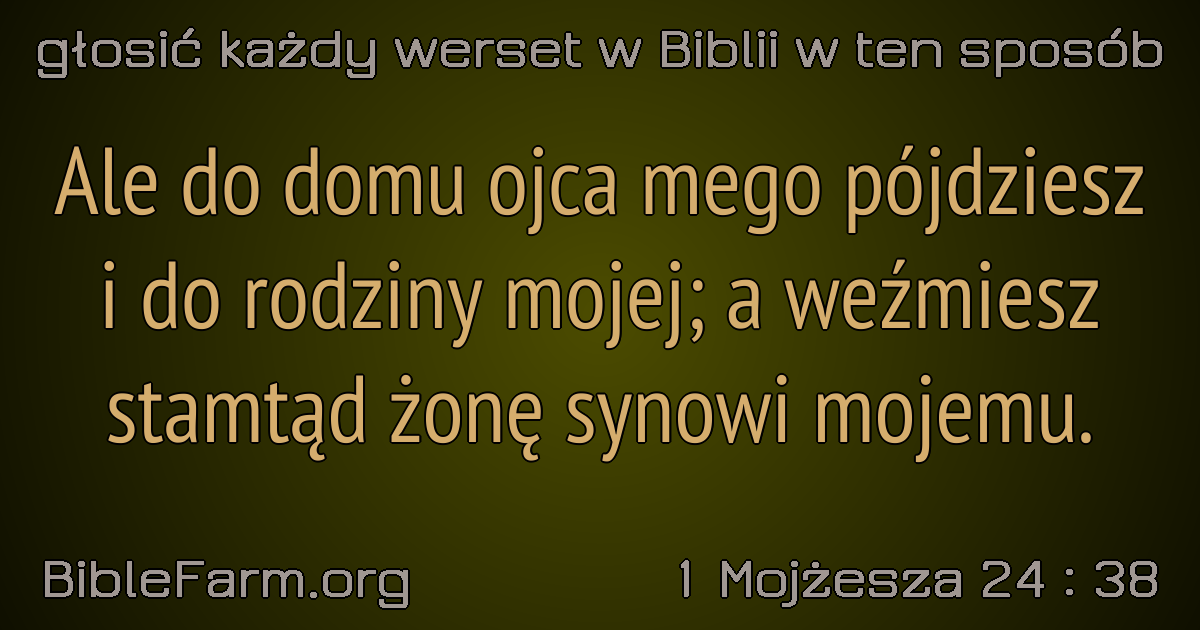 głosić każdy werset w Biblii w ten sposób
Ale do domu ojca mego pójdziesz
i do rodziny mojej; a weźmiesz
stamtąd żonę synowi mojemu.
BibleFarm.org
1 Mojżesza 24 : 38